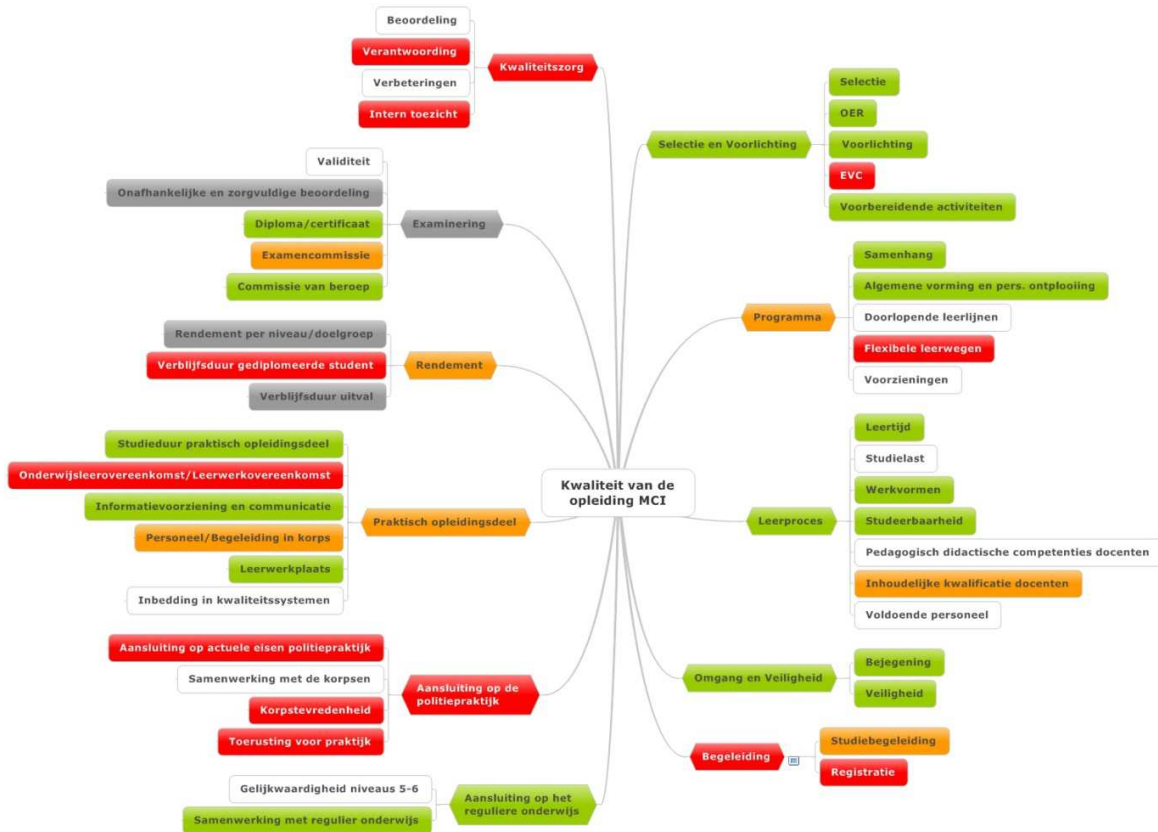 Kwaliteit van de
opleiding MCI
Kwaliteitszorg
Beoordeling
Verantwoording
Verbeteringen
Intern toezicht
Examinering
Validiteit
Onafhankelijke en zorgvuldige beoordeling
Diploma/certificaat
Examencommissie
Commissie van beroep
Rendement
Rendement per niveau/doelgroep
Verblijfsduur gediplomeerde student
Verblijfsduur uitval
Praktisch opleidingsdeel
Studieduur praktisch opleidingsdeel
Onderwijsleerovereenkomst/Leerwerkovereenkomst
Informatievoorziening en communicatie
Personeel/Begeleiding in korps
Leerwerkplaats
Inbedding in kwaliteitssystemen
Aansluiting op de
politiepraktijk
Aansluiting op actuele eisen politiepraktijk
Samenwerking met de korpsen
Korpstevredenheid
Toerusting voor praktijk
Aansluiting op het
reguliere onderwijs
Gelijkwaardigheid niveaus 5-6
Samenwerking met regulier onderwijs
Selectie en Voorlichting
Selectie
OER
Voorlichting
EVC
Voorbereidende activiteiten
Programma
Samenhang
Algemene vorming en pers. ontplooiing
Doorlopende leerlijnen
Flexibele leerwegen
Voorzieningen
Leerproces
Leertijd
Studielast
Werkvormen
Studeerbaarheid
Pedagogisch didactische competenties docenten
Inhoudelijke kwalificatie docenten
Voldoende personeel
Omgang en Veiligheid
Bejegening
Veiligheid
Begeleiding
Studiebegeleiding
Registratie